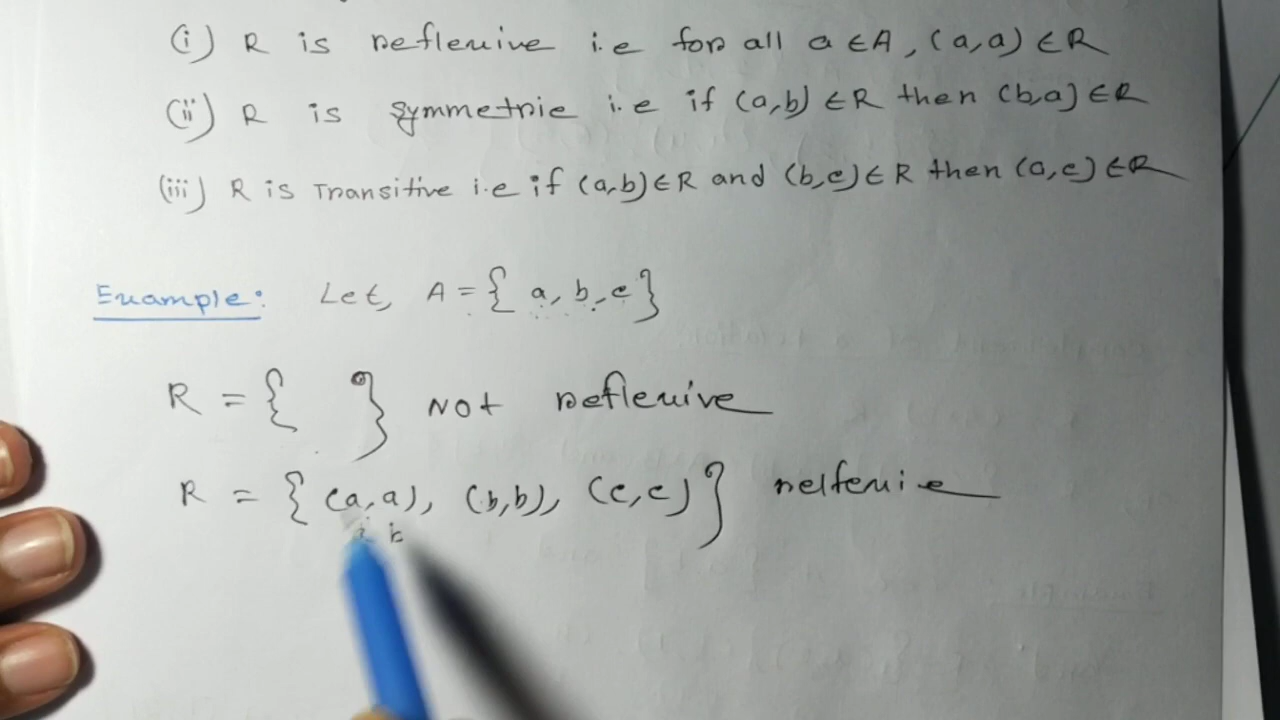 (i) R is reflexive i.e for all a ∈ A, (a,a) ∈ R
(ii) R is symmetric i.e if (a,b) ∈ R then (b,a) ∈ R
(iii) R is Transitive i.e if (a,b) ∈ R and (b,c) ∈ R then (a,c) ∈ R
Example: Let, A = { a, b, c }
R = { } Not reflexive
R = { (a,a), (b,b), (c,c) } relfexie
a b